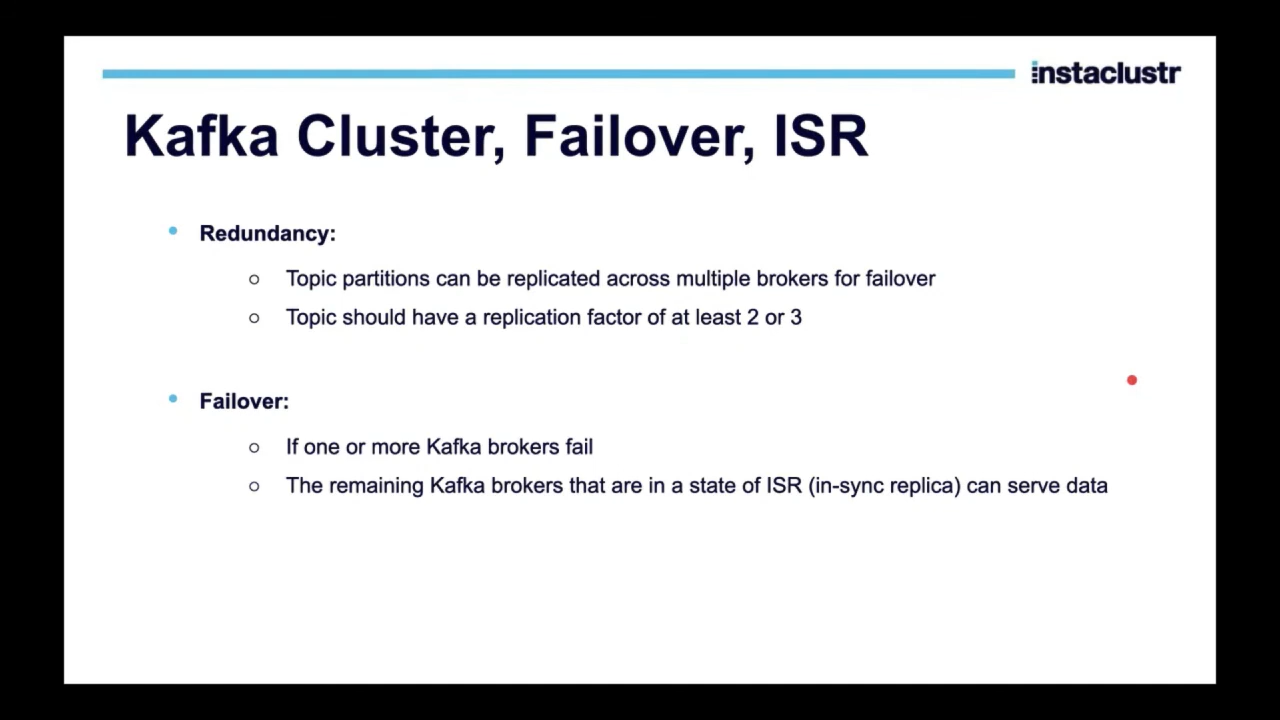 instaclustr
Kafka Cluster, Failover, ISR
• Redundancy:
○ Topic partitions can be replicated across multiple brokers for failover
○ Topic should have a replication factor of at least 2 or 3
• Failover:
○ If one or more Kafka brokers fail
○ The remaining Kafka brokers that are in a state of ISR (in-sync replica) can serve data